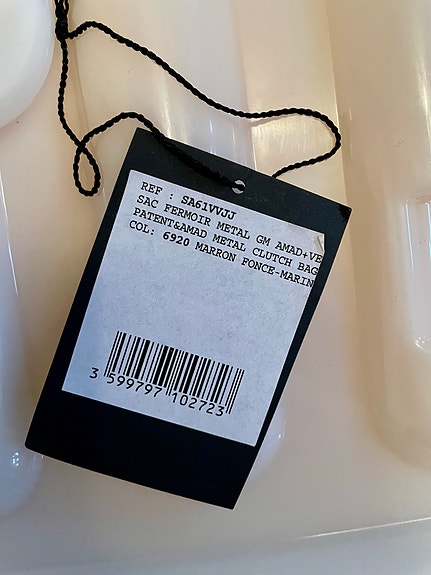 REF : SA61VVJJ
SAC FERMOIR METAL GM AMAD+VE
PATENT&AMAD METAL CLUTCH BAG
COL: 6920 MARRON FONCE-MARIN
3 599797 102723